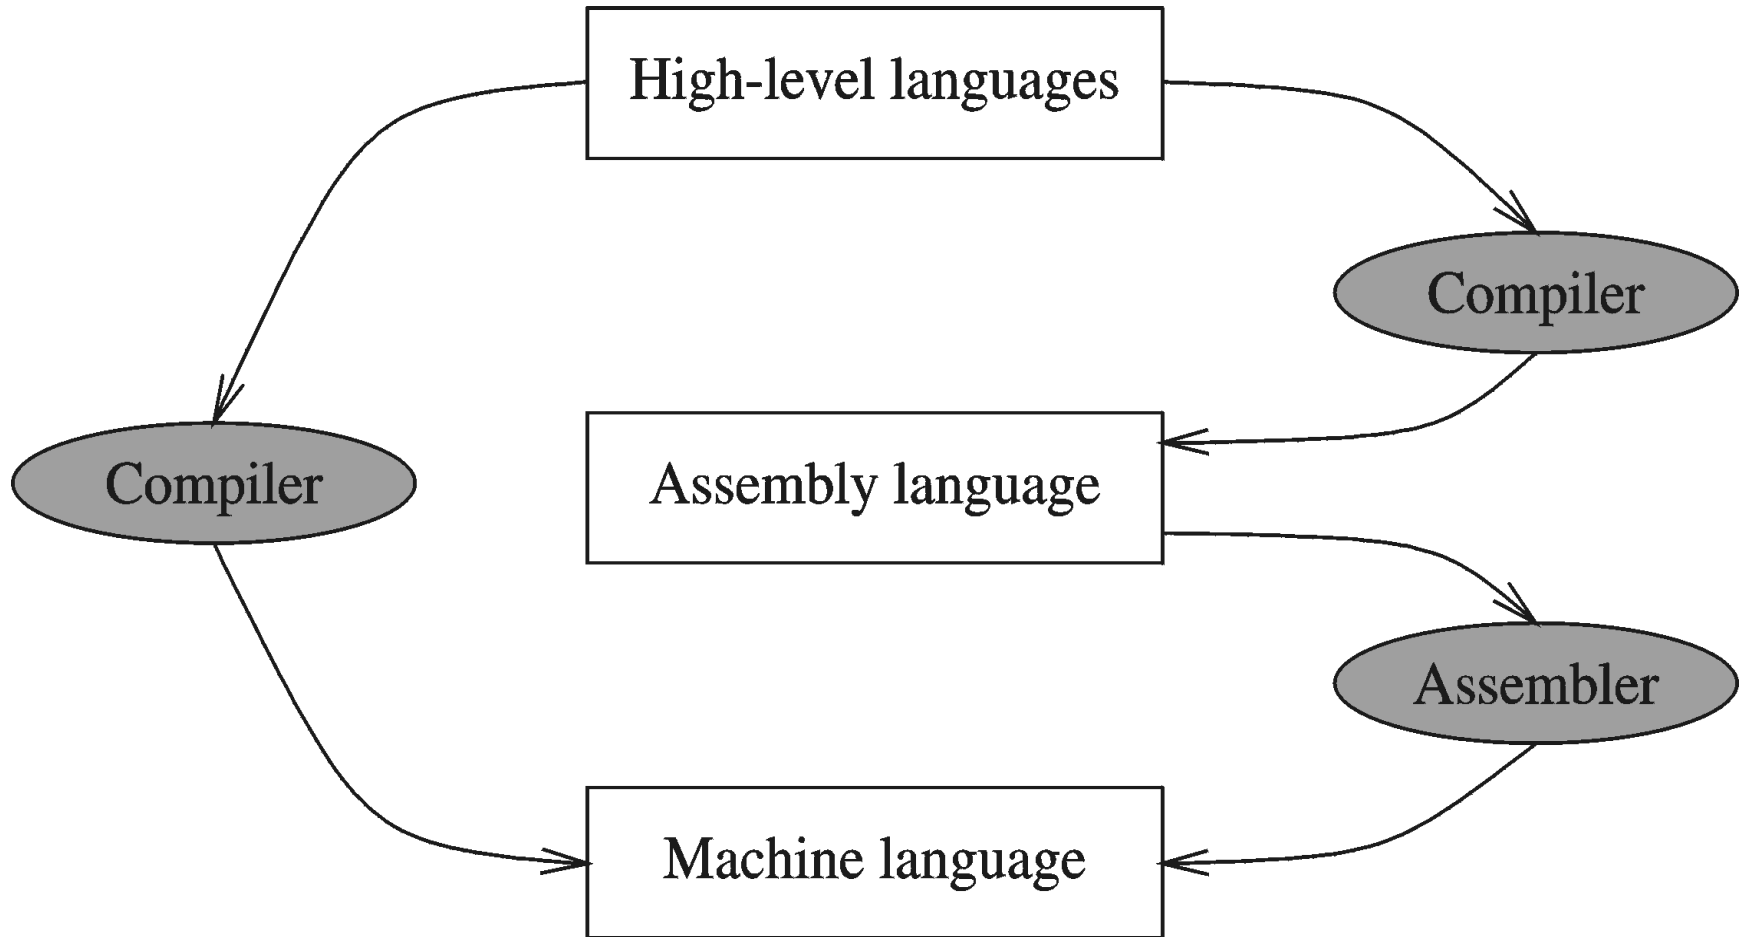 High-level languages
Compiler
Compiler
Assembly language
Assembler
Machine language